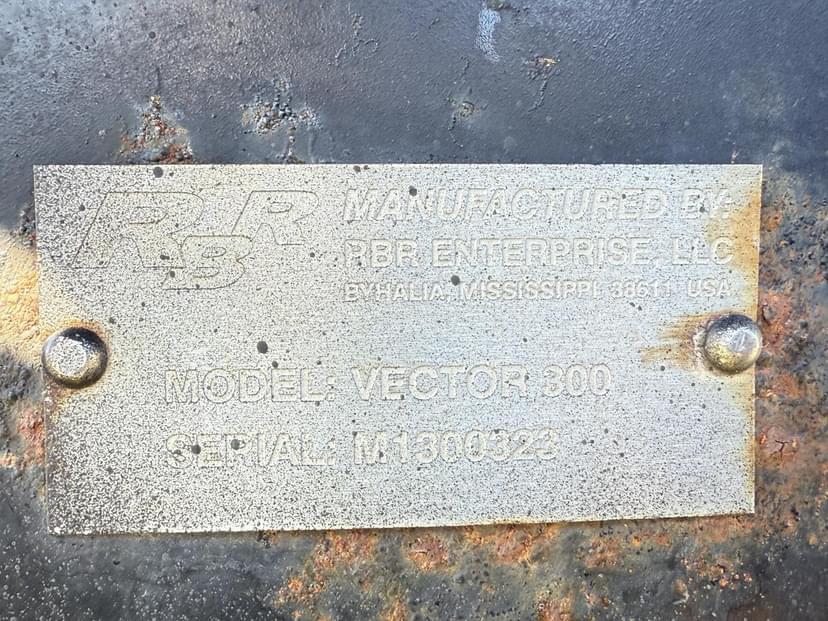 RBR
MANUFACTURED BY:
RBR ENTERPRISE, LLC
BYHALIA, MISSISSIPPI 38611 USA
MODEL: VECTOR 300
SERIAL: M1300323